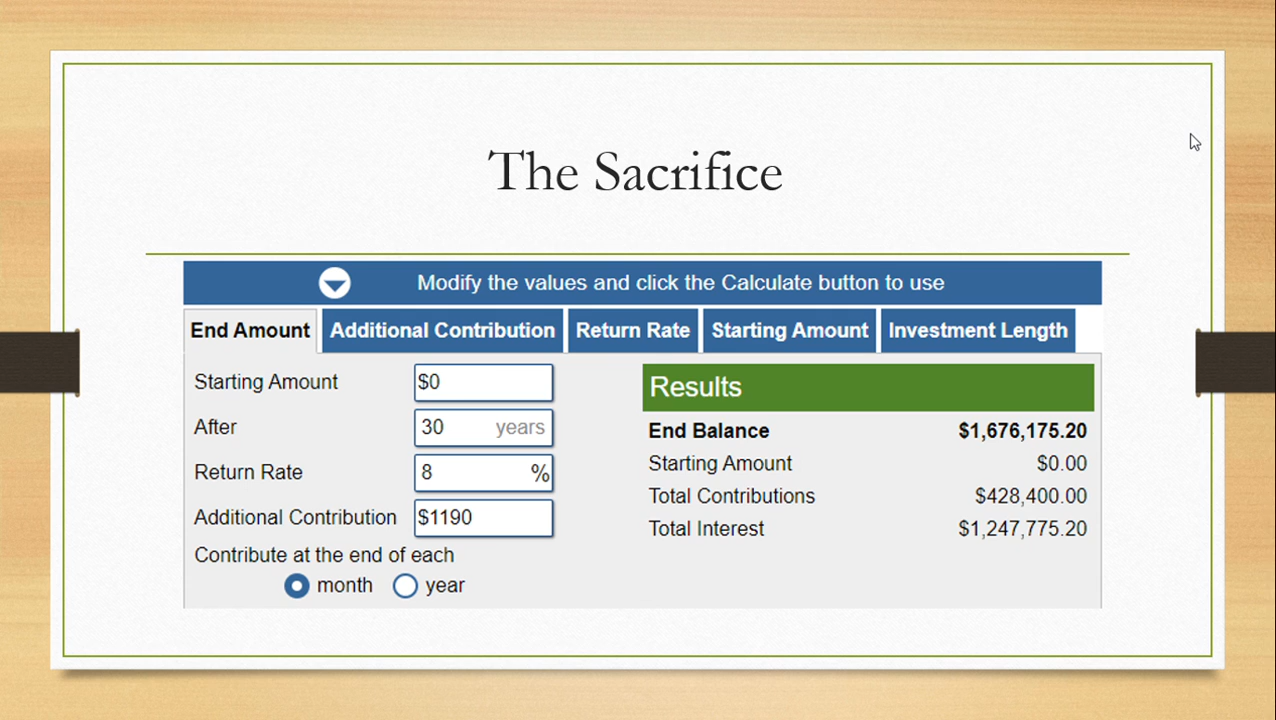 The Sacrifice
Modify the values and click the Calculate button to use
End Amount Additional Contribution Return Rate Starting Amount Investment Length
Starting Amount $0
After 30 years
Return Rate 8 %
Additional Contribution $1190
Contribute at the end of each
month year
Results
End Balance $1,676,175.20
Starting Amount $0.00
Total Contributions $428,400.00
Total Interest $1,247,775.20